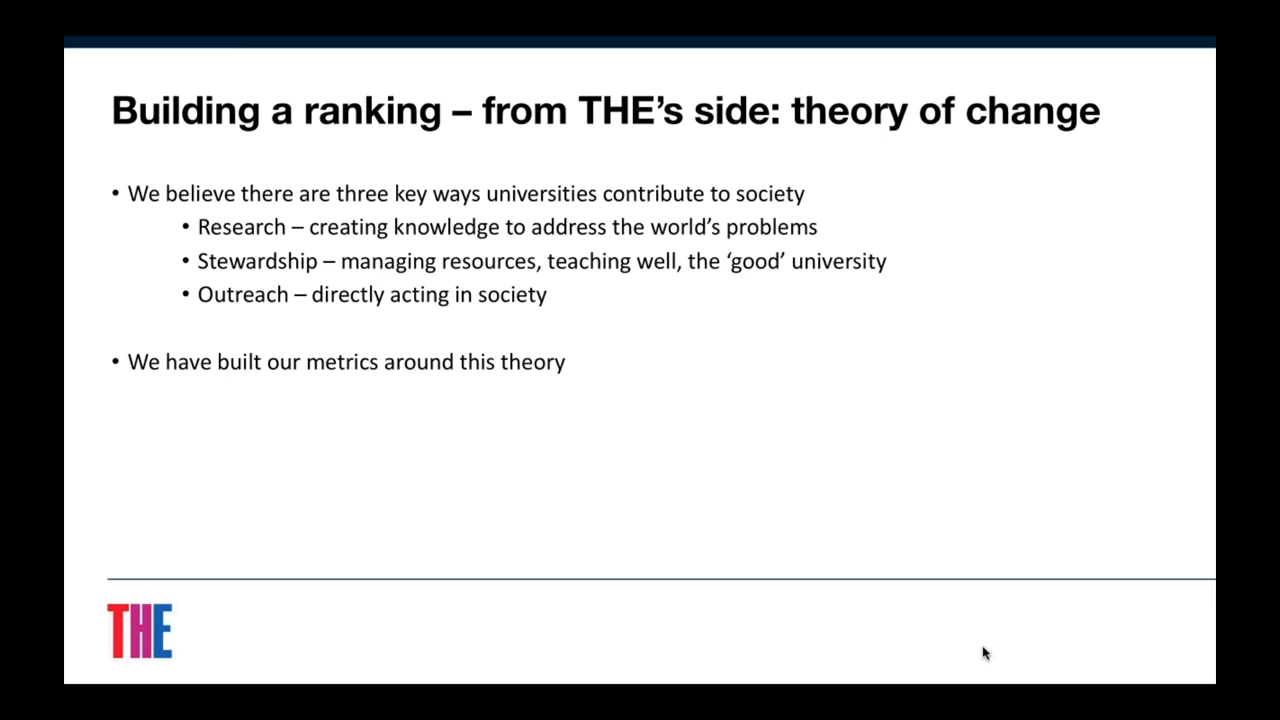 Building a ranking – from THE’s side: theory of change
• We believe there are three key ways universities contribute to society
• Research – creating knowledge to address the world’s problems
• Stewardship – managing resources, teaching well, the ‘good’ university
• Outreach – directly acting in society
• We have built our metrics around this theory
THE